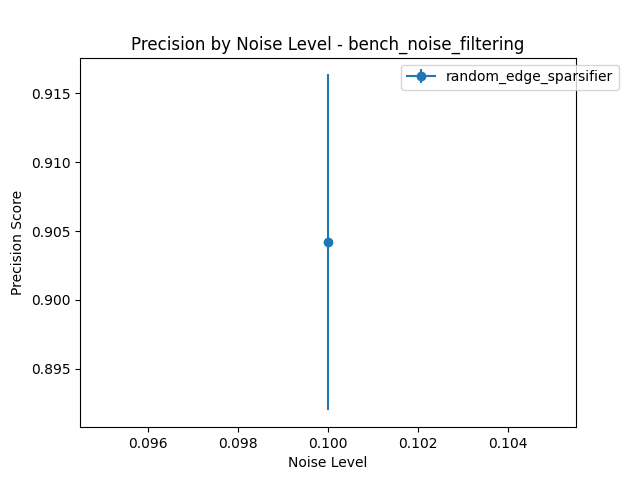 Precision by Noise Level - bench_noise_filtering
random_edge_sparsifier
Precision Score
0.915
0.910
0.905
0.900
0.895
0.096
0.098
0.100
0.102
0.104
Noise Level